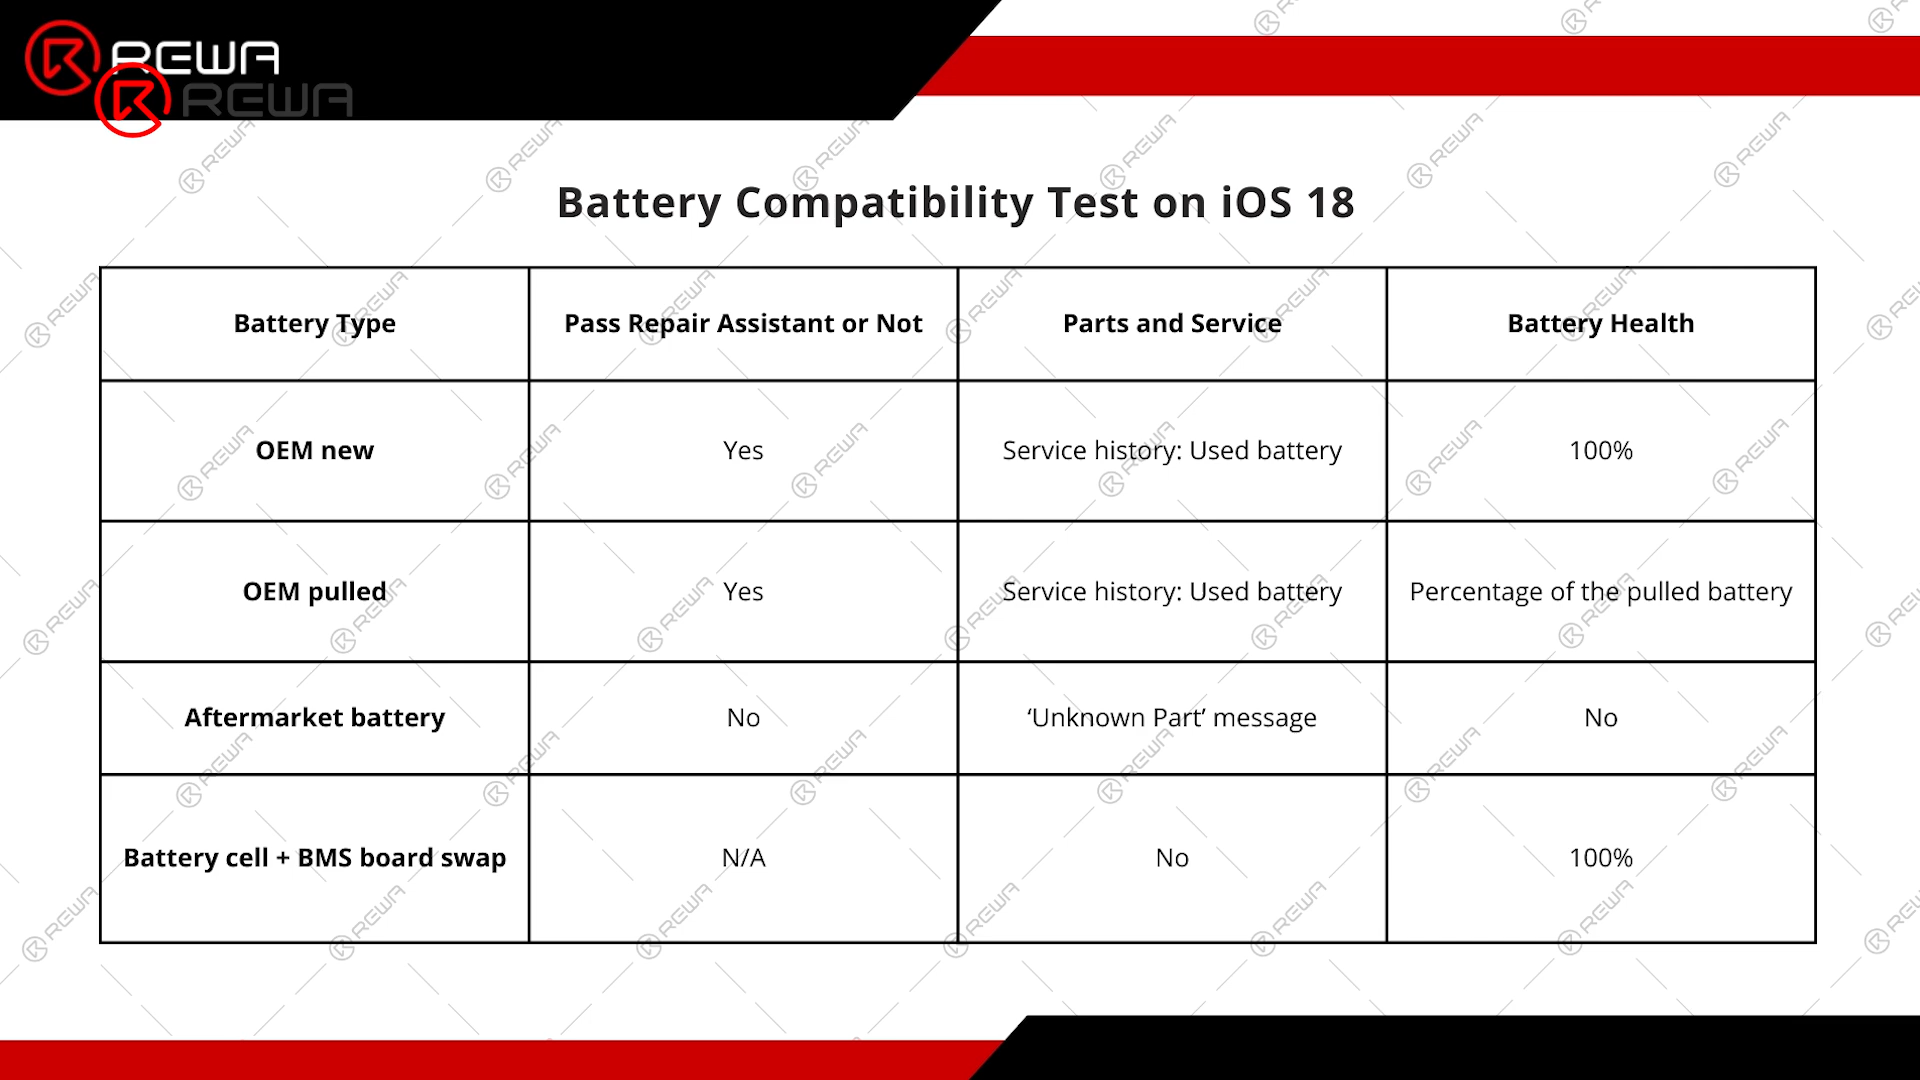 REWA
REWA
Battery Compatibility Test on iOS 18
Battery Type Pass Repair Assistant or Not Parts and Service Battery Health
OEM new Yes Service history: Used battery 100%
OEM pulled Yes Service history: Used battery Percentage of the pulled battery
Aftermarket battery No ‘Unknown Part’ message No
Battery cell + BMS board swap N/A No 100%